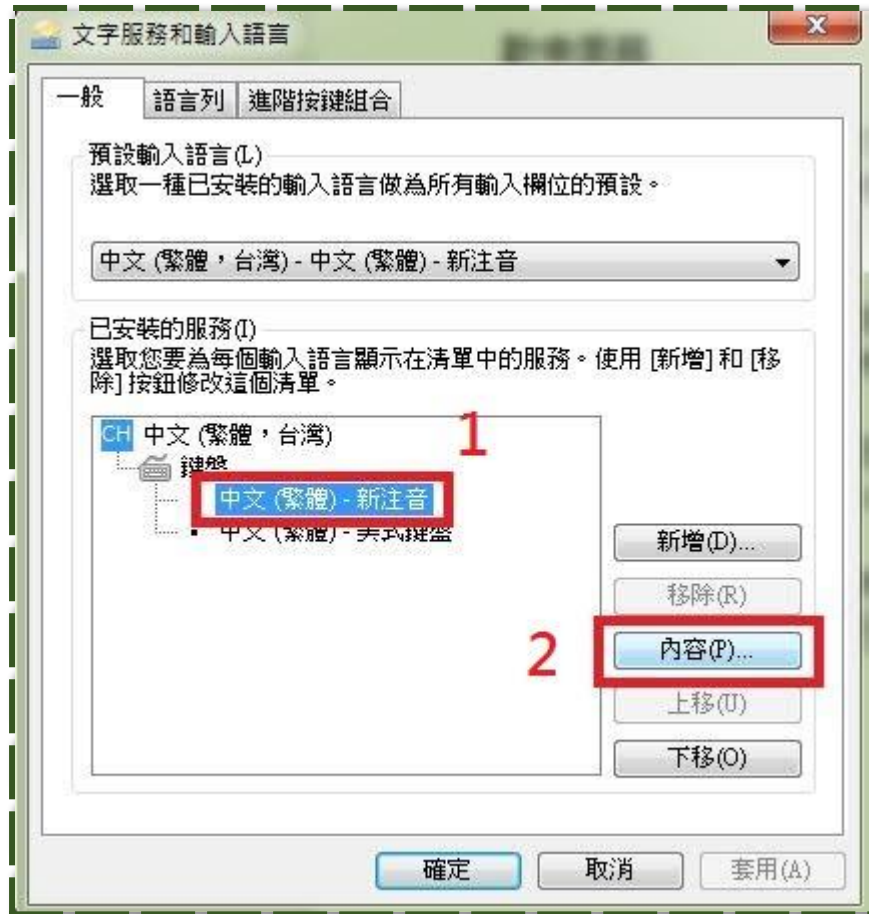 文字服務和輸入語言
一般
語言列
進階按鍵組合
預設輸入語言(L)
選取一種已安裝的輸入語言做為所有輸入欄位的預設。
中文 (繁體，台灣) - 中文 (繁體) - 新注音
已安裝的服務(I)
選取您要為每個輸入語言顯示在清單中的服務。使用 [新增] 和 [移
除] 按鈕修改這個清單。
1
CH 中文 (繁體，台灣)
鍵盤
中文 (繁體) - 新注音
中文 (繁體) - 美式鍵盤
新增(D)...
移除(R)
2
內容(P)...
上移(U)
下移(O)
確定
取消
套用(A)